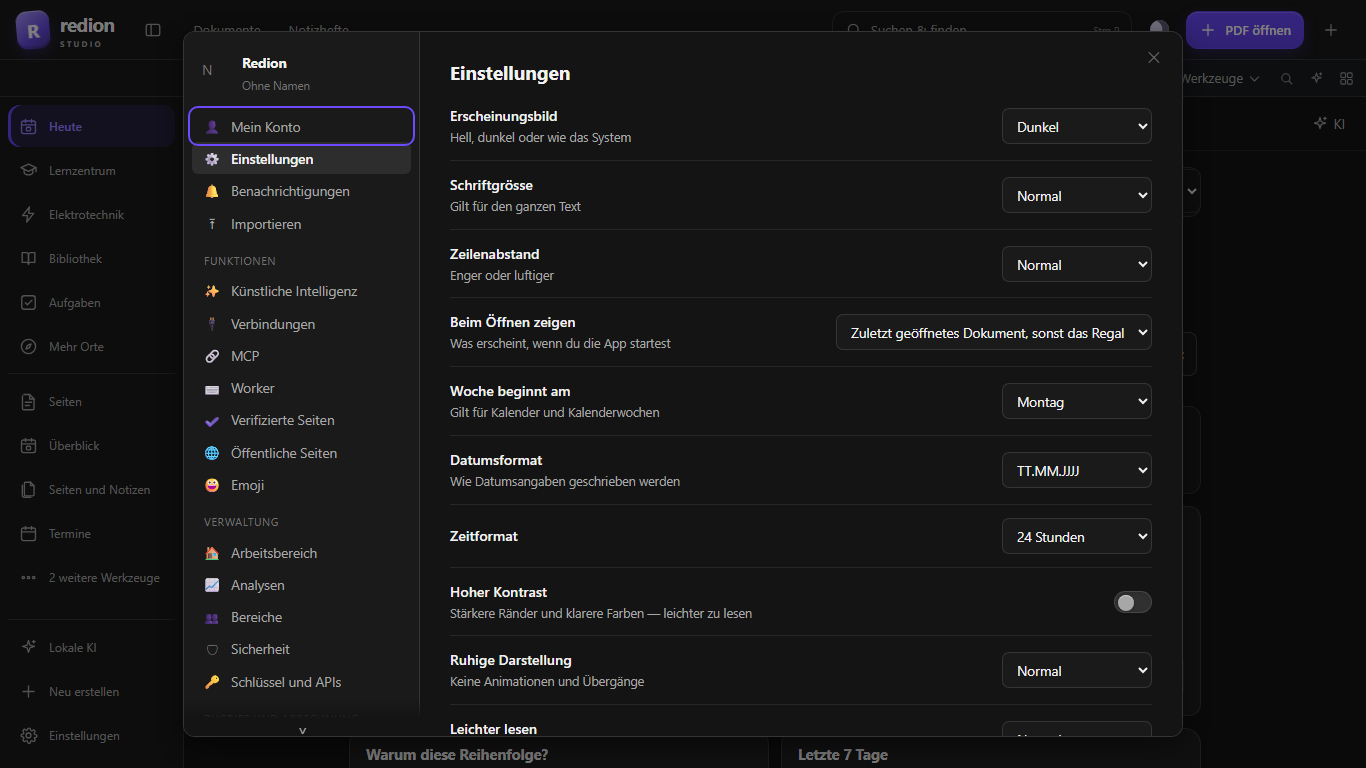 R
redion
STUDIO
Dokumente
Notizhefte
Suchen & finden
PDF öffnen
Werkzeuge
KI
Heute
Lernzentrum
Elektrotechnik
Bibliothek
Aufgaben
Mehr Orte
Seiten
Überblick
Seiten und Notizen
Termine
2 weitere Werkzeuge
Lokale KI
Neu erstellen
Einstellungen
N
Redion
Ohne Namen
Mein Konto
Einstellungen
Benachrichtigungen
Importieren
FUNKTIONEN
Künstliche Intelligenz
Verbindungen
MCP
Worker
Verifizierte Seiten
Öffentliche Seiten
Emoji
VERWALTUNG
Arbeitsbereich
Analysen
Bereiche
Sicherheit
Schlüssel und APIs
Einstellungen
Erscheinungsbild
Hell, dunkel oder wie das System
Dunkel
Schriftgrösse
Gilt für den ganzen Text
Normal
Zeilenabstand
Enger oder luftiger
Normal
Beim Öffnen zeigen
Was erscheint, wenn du die App startest
Zuletzt geöffnetes Dokument, sonst das Regal
Woche beginnt am
Gilt für Kalender und Kalenderwochen
Montag
Datumsformat
Wie Datumsangaben geschrieben werden
TT.MM.JJJJ
Zeitformat
24 Stunden
Hoher Kontrast
Stärkere Ränder und klarere Farben — leichter zu lesen
Ruhige Darstellung
Keine Animationen und Übergänge
Normal
Leichter lesen
Warum diese Reihenfolge?
Letzte 7 Tage